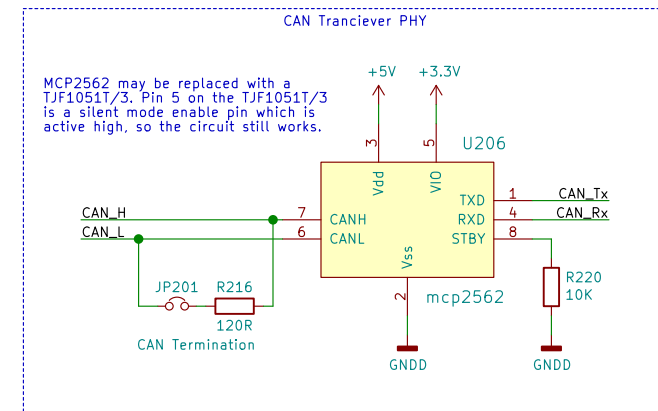 CAN Tranciever PHY
MCP2562 may be replaced with a
TJF1051T/3. Pin 5 on the TJF1051T/3
is a silent mode enable pin which is
active high, so the circuit still works.
+5V
+3.3V
3
5
U206
Vdd
VIO
TXD
1
CAN_Tx
CAN_H
7
CANH
RXD
4
CAN_Rx
CAN_L
6
CANL
STBY
8
Vss
JP201
R216
2
mcp2562
R220
10K
120R
CAN Termination
GNDD
GNDD